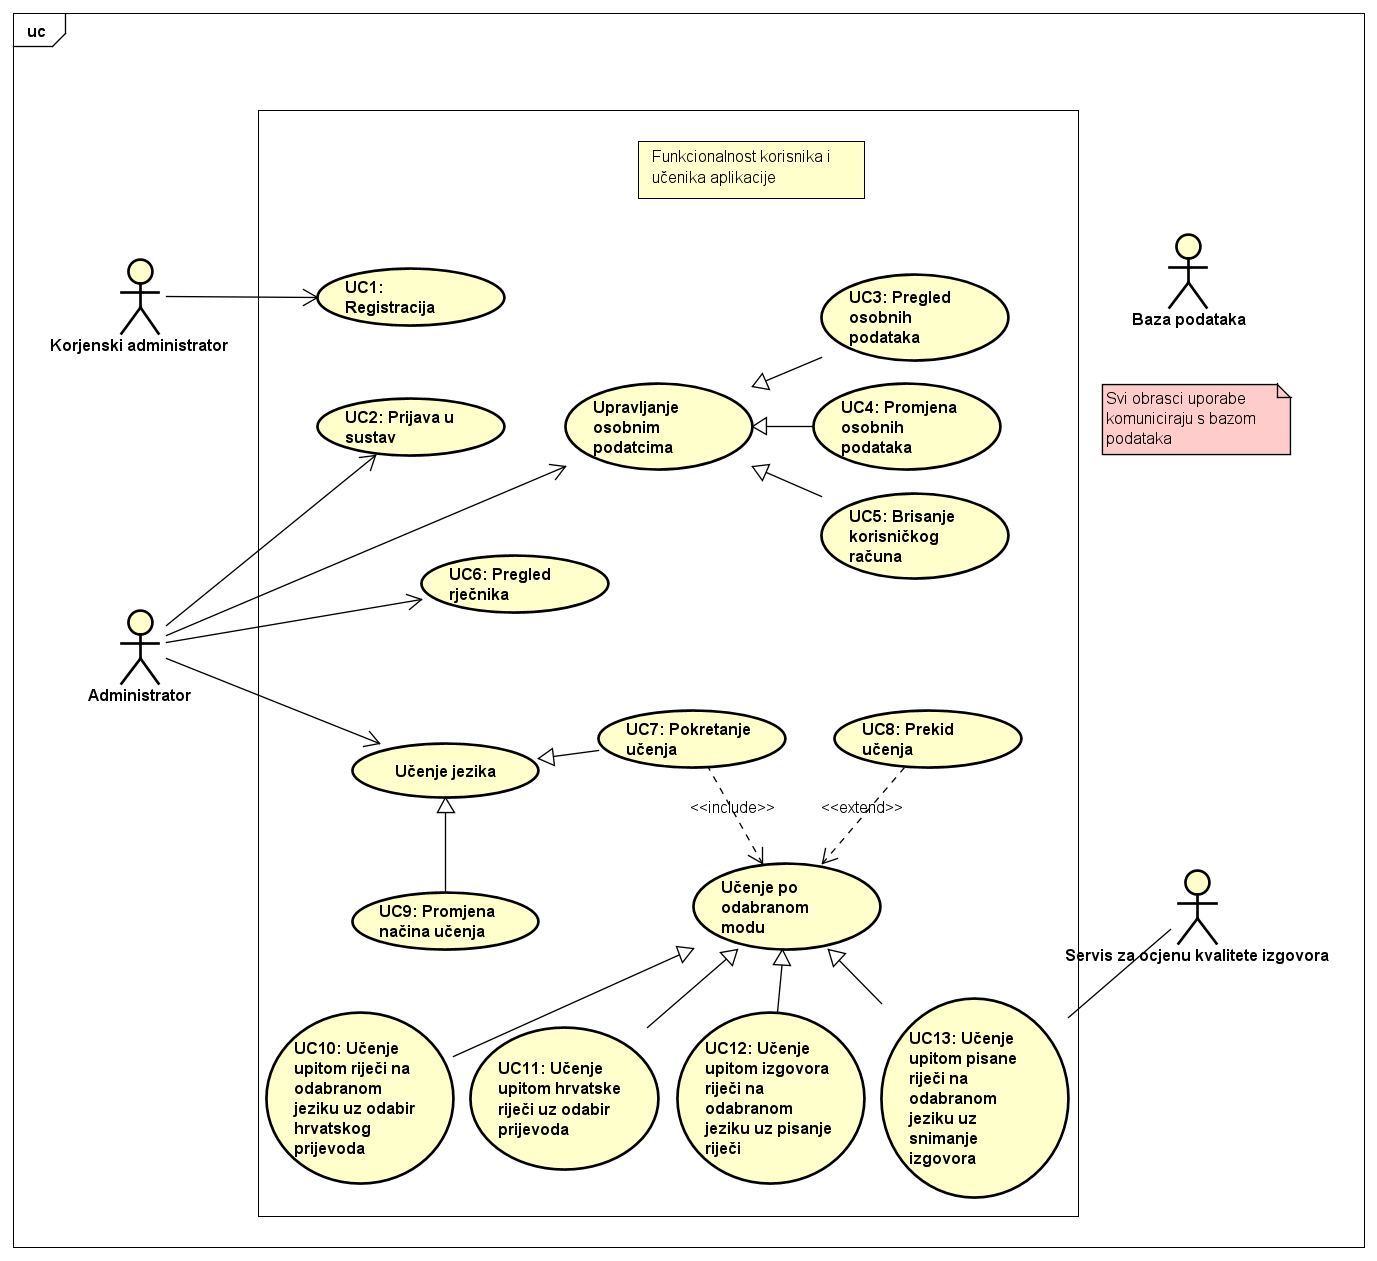 uc
Funkcionalnost korisnika i
učenika aplikacije
Korjenski administrator
UC1:
Registracija
UC3: Pregled
osobnih
podataka
Baza podataka
UC2: Prijava u
sustav
Upravljanje
osobnim
podatcima
UC4: Promjena
osobnih
podataka
Svi obrasci uporabe
komuniciraju s bazom
podataka
UC5: Brisanje
korisničkog
računa
UC6: Pregled
rječnika
Administrator
UC7: Pokretanje
učenja
UC8: Prekid
učenja
Učenje jezika
<<include>>
<<extend>>
UC9: Promjena
načina učenja
Učenje po
odabranom
modu
Servis za ocjenu kvalitete izgovora
UC10: Učenje
upitom riječi na
odabranom
jeziku uz odabir
hrvatskog
prijevoda
UC11: Učenje
upitom hrvatske
riječi uz odabir
prijevoda
UC12: Učenje
upitom izgovora
riječi na
odabranom
jeziku uz pisanje
riječi
UC13: Učenje
upitom pisane
riječi na
odabranom
jeziku uz
snimanje
izgovora